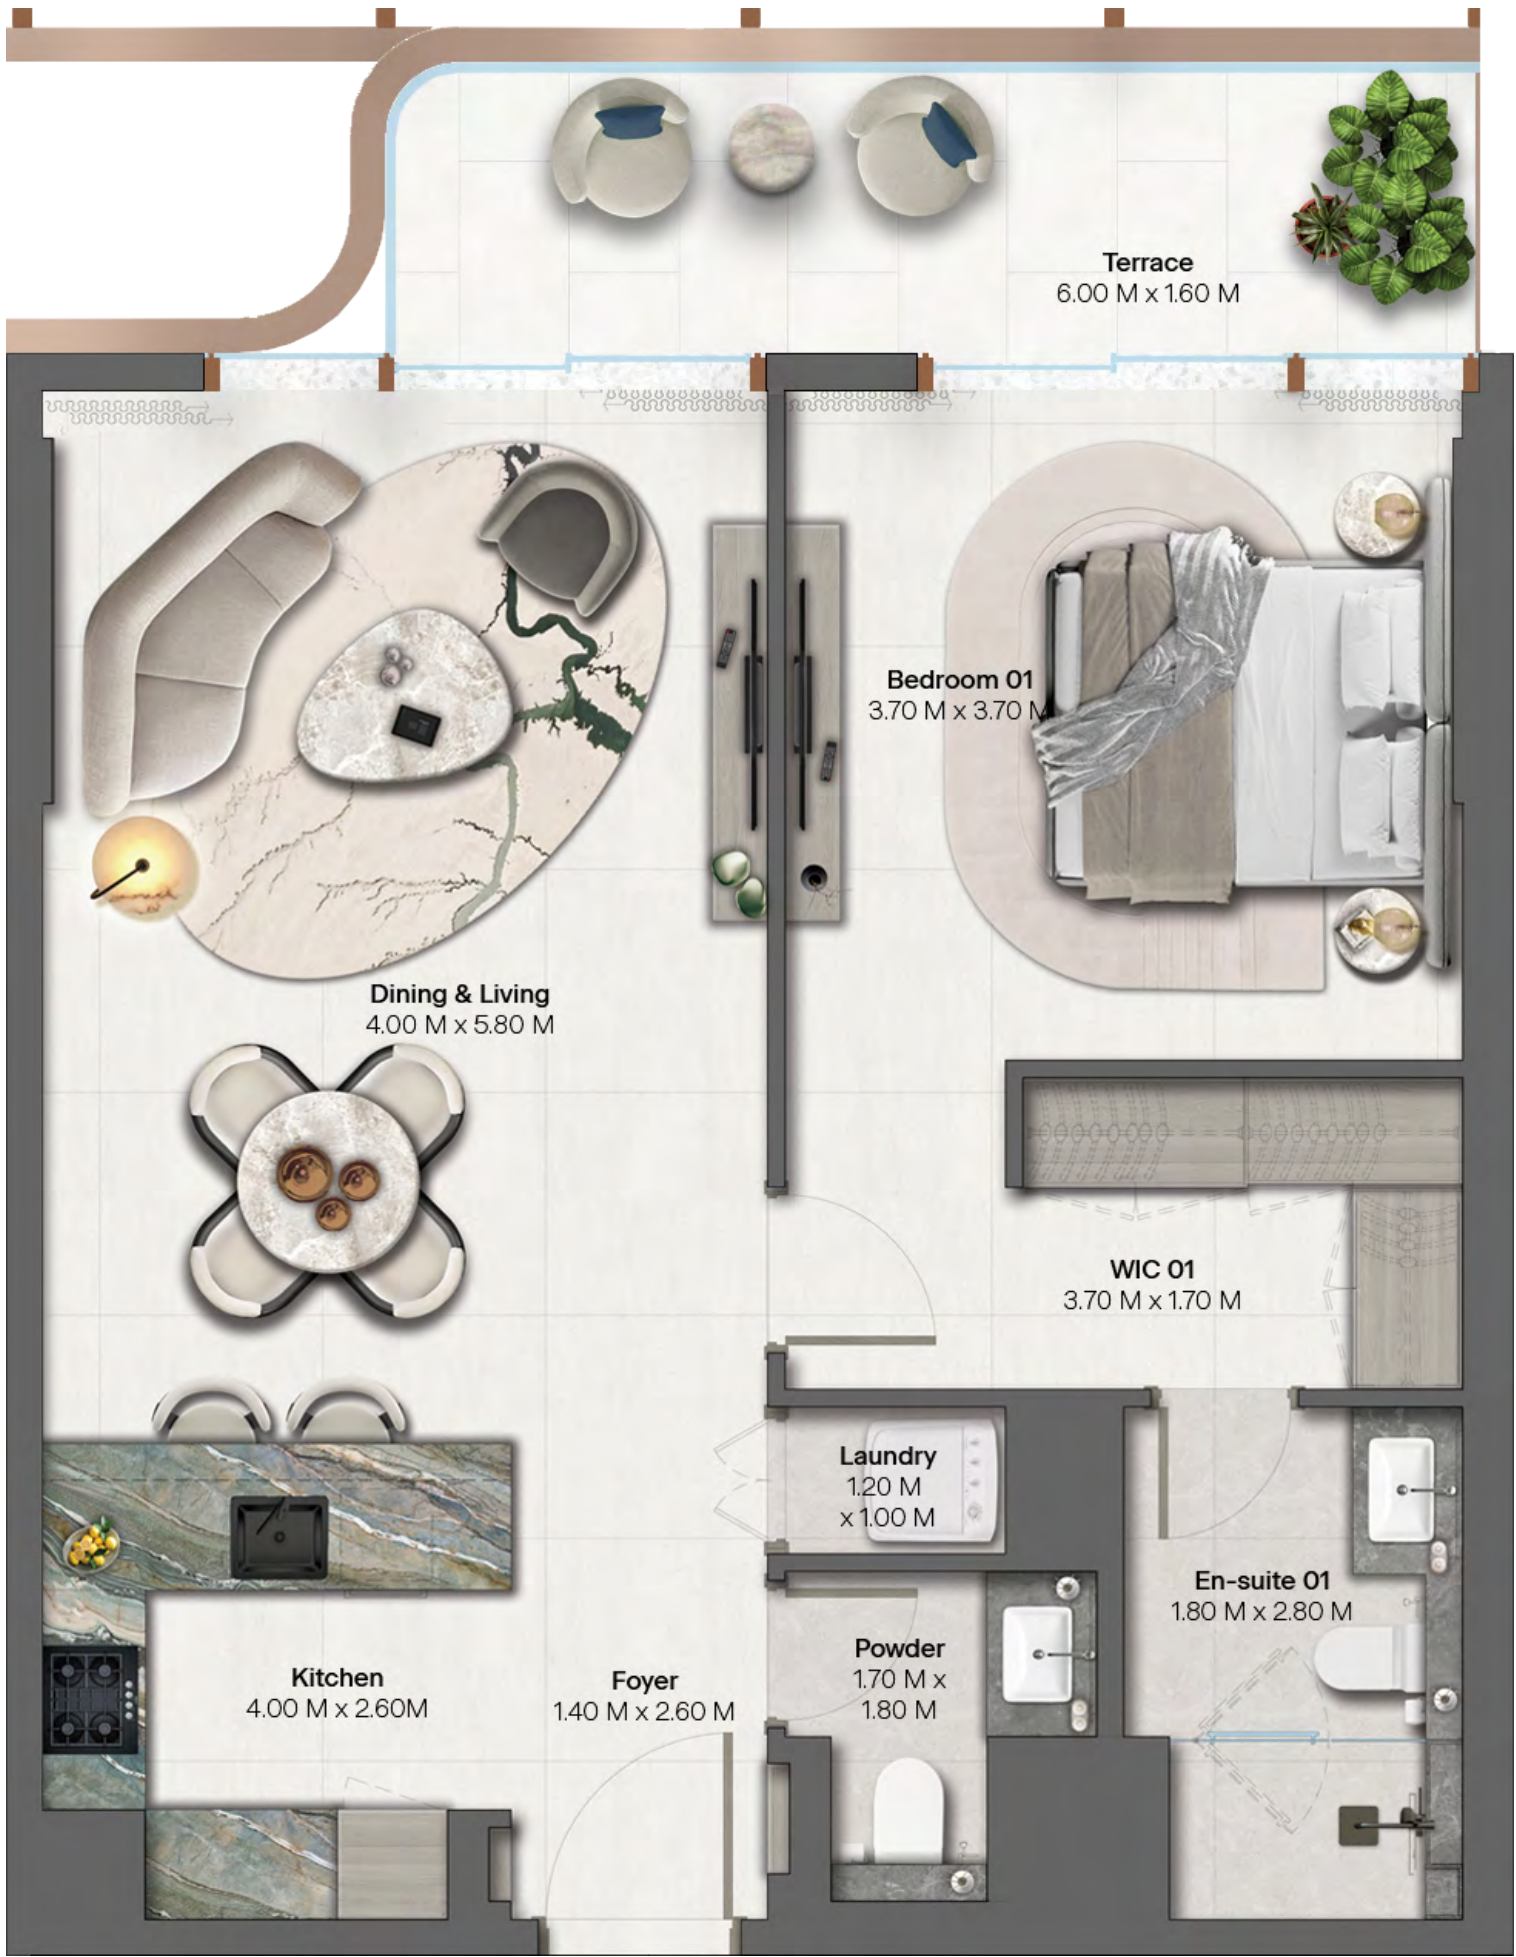 Terrace
6.00 M x 1.60 M
Bedroom 01
3.70 M x 3.70 M
Dining & Living
4.00 M x 5.80 M
WIC 01
3.70 M x 1.70 M
Laundry
1.20 M
x 1.00 M
En-suite 01
1.80 M x 2.80 M
Powder
1.70 M x
1.80 M
Kitchen
4.00 M x 2.60M
Foyer
1.40 M x 2.60 M